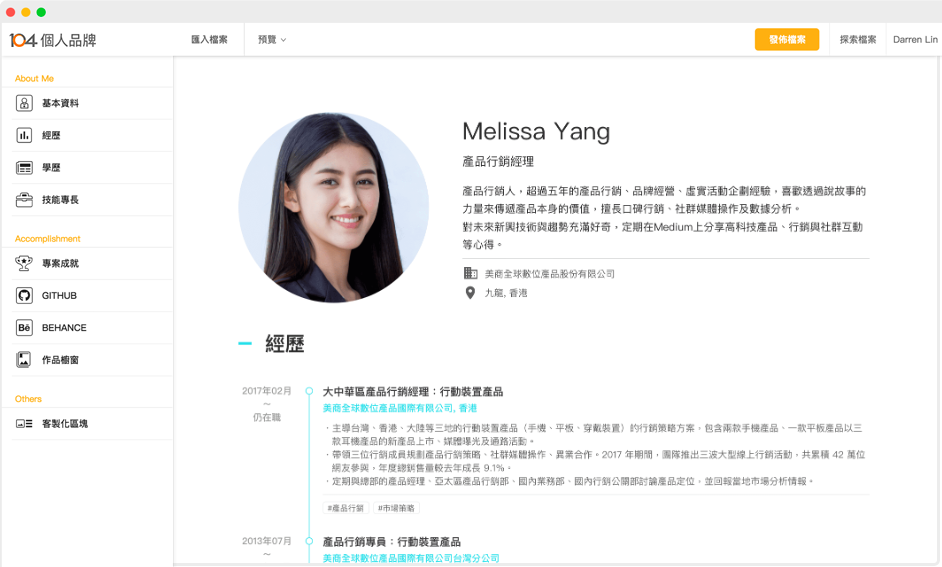 104 個人品牌
匯入檔案
預覽
發佈檔案
探索檔案
Darren Lin
About Me
基本資料
經歷
學歷
技能專長
Accomplishment
專案成就
GITHUB
Bē BEHANCE
作品櫥窗
Others
客製化區塊
Melissa Yang
產品行銷經理
產品行銷人，超過五年的產品行銷、品牌經營、虛實活動企劃經驗，喜歡透過說故事的
力量來傳遞產品本身的價值，擅長口碑行銷、社群媒體操作及數據分析。
對未來新興技術與趨勢充滿好奇，定期在Medium上分享高科技產品、行銷與社群互動
等心得。
美商全球數位產品股份有限公司
九龍, 香港
經歷
2017年02月
～
仍在職
大中華區產品行銷經理：行動裝置產品
美商全球數位產品國際有限公司, 香港
· 主導台灣、香港、大陸等三地的行動裝置產品（手機、平板、穿戴裝置）的行銷策略方案，包含兩款手機產品、一款平板產品以三
款耳機產品的新產品上市、媒體曝光及通路活動。
· 帶領三位行銷成員規劃產品行銷策略、社群媒體操作、異業合作。2017 年期間，團隊推出三波大型線上行銷活動，共累積 42 萬位
網友參與，年度總銷售量較去年成長 9.1%。
· 定期與總部的產品經理、亞太區產品行銷部、國內業務部、國內行銷公關部討論產品定位，並回報當地市場分析情報。
#產品行銷
#市場策略
2013年07月
～
產品行銷專員：行動裝置產品
美商全球數位產品國際有限公司台灣分公司